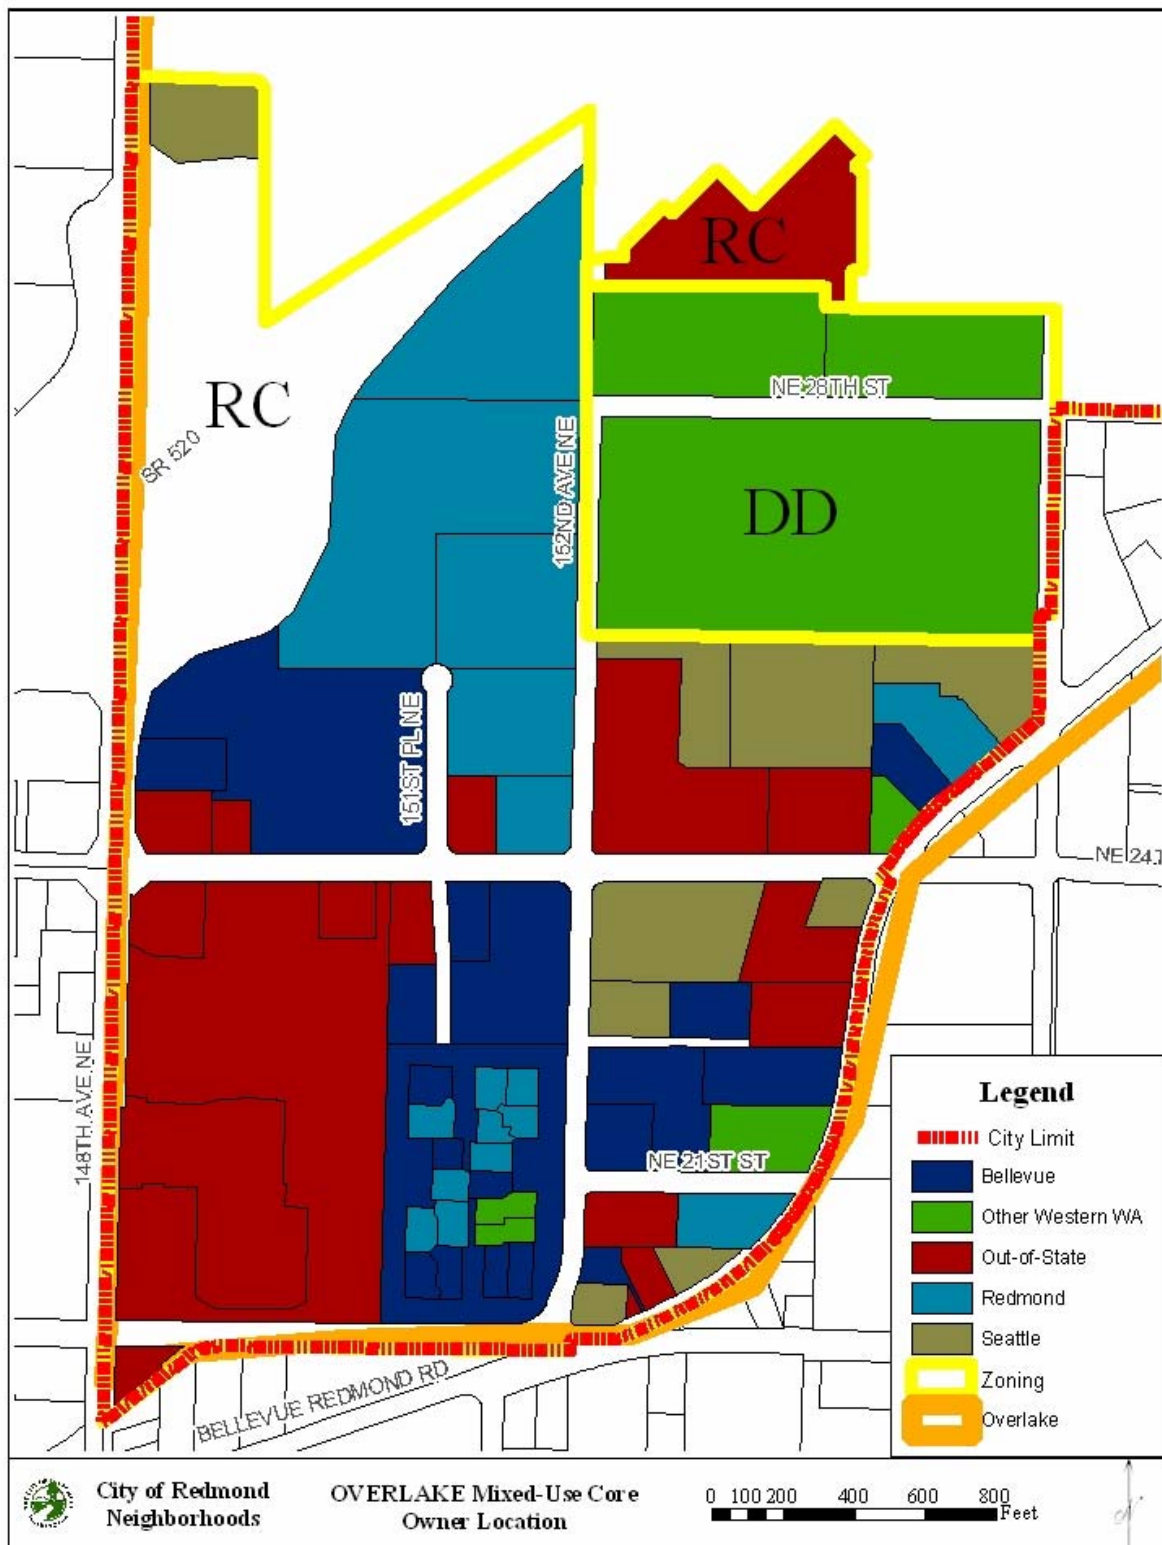 RC
RC
NE 28TH ST
SR 520
152ND AVE NE
DD
151ST PL NE
NE 24T
148TH AVE NE
NE 21ST ST
BELLEVUE REDMOND RD
Legend
City Limit
Bellevue
Other Western WA
Out-of-State
Redmond
Seattle
Zoning
Overlake
City of Redmond
Neighborhoods
OVERLAKE Mixed-Use Core
Owner Location
0 100 200 400 600 800
Feet
N